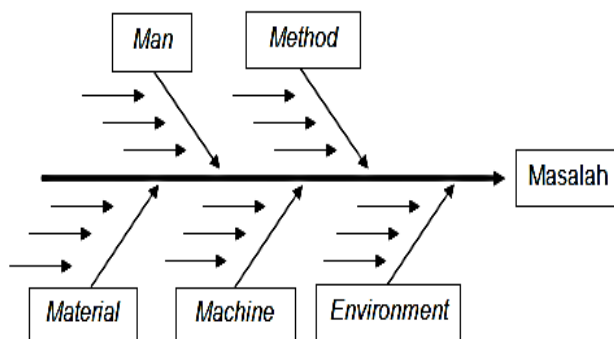 Man
Method
Masalah
Material
Machine
Environment